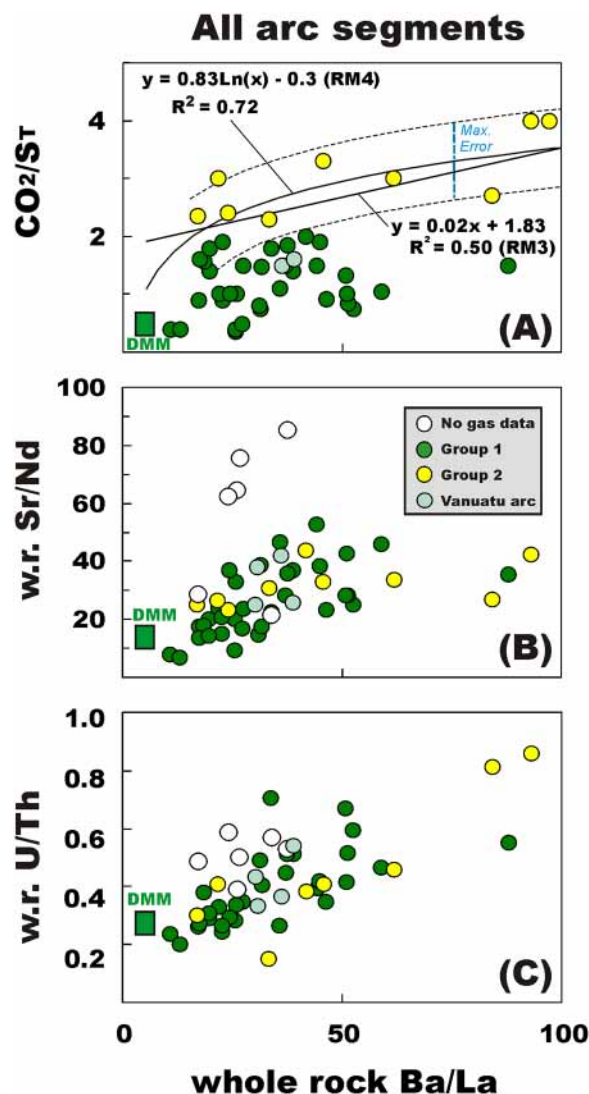 All arc segments
y = 0.83Ln(x) - 0.3 (RM4)
R² = 0.72
4
Max.
Error
CO2/ST
y = 0.02x + 1.83
2
R² = 0.50 (RM3)
DMM
(A)
100
No gas data
Group 1
80
Group 2
Vanuatu arc
60
w.r. Sr/Nd
40
DMM
20
(B)
1.0
0.8
w.r. U/Th
0.6
DMM
0.4
0.2
(C)
0
50
100
whole rock Ba/La